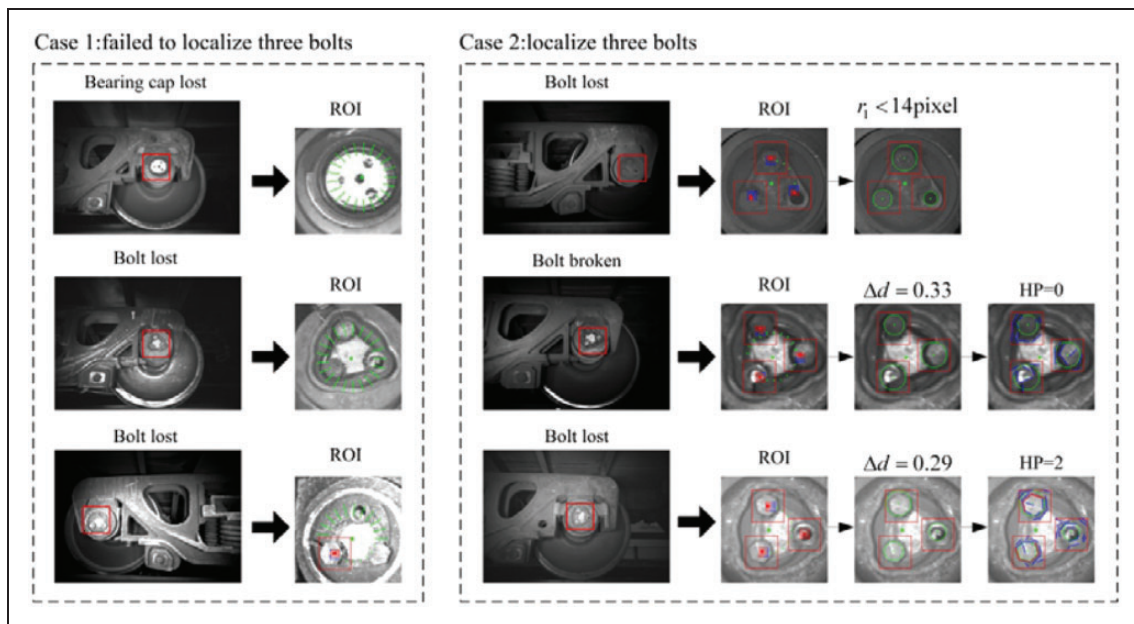 Case 1:failed to localize three bolts
Bearing cap lost
ROI
Bolt lost
ROI
Bolt lost
ROI
Case 2:localize three bolts
Bolt lost
ROI
r₁ <14pixel
Bolt broken
ROI
Δd = 0.33
HP=0
Bolt lost
ROI
Δd = 0.29
HP=2